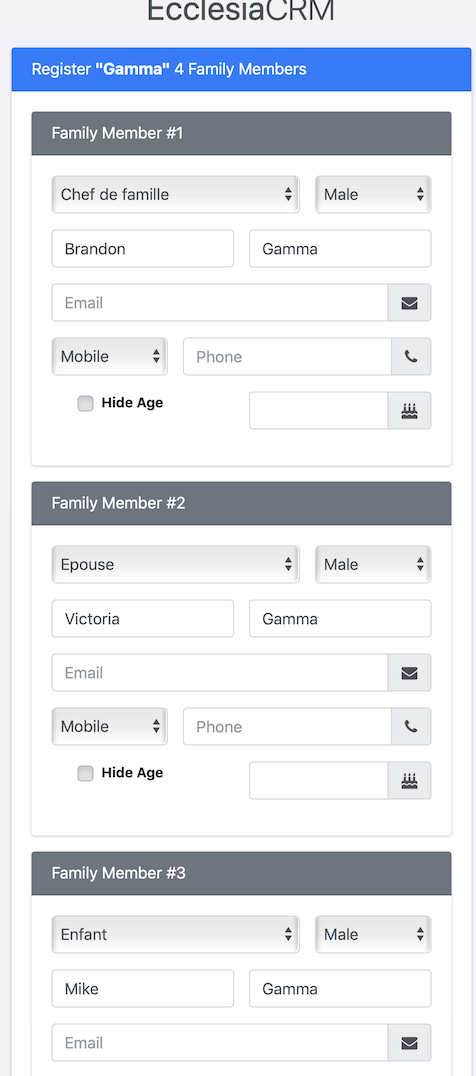 EcclesiaCRM
Register "Gamma" 4 Family Members
Family Member #1
Chef de famille Male
Brandon Gamma
Email
Mobile Phone
Hide Age
Family Member #2
Epouse Male
Victoria Gamma
Email
Mobile Phone
Hide Age
Family Member #3
Enfant Male
Mike Gamma
Email